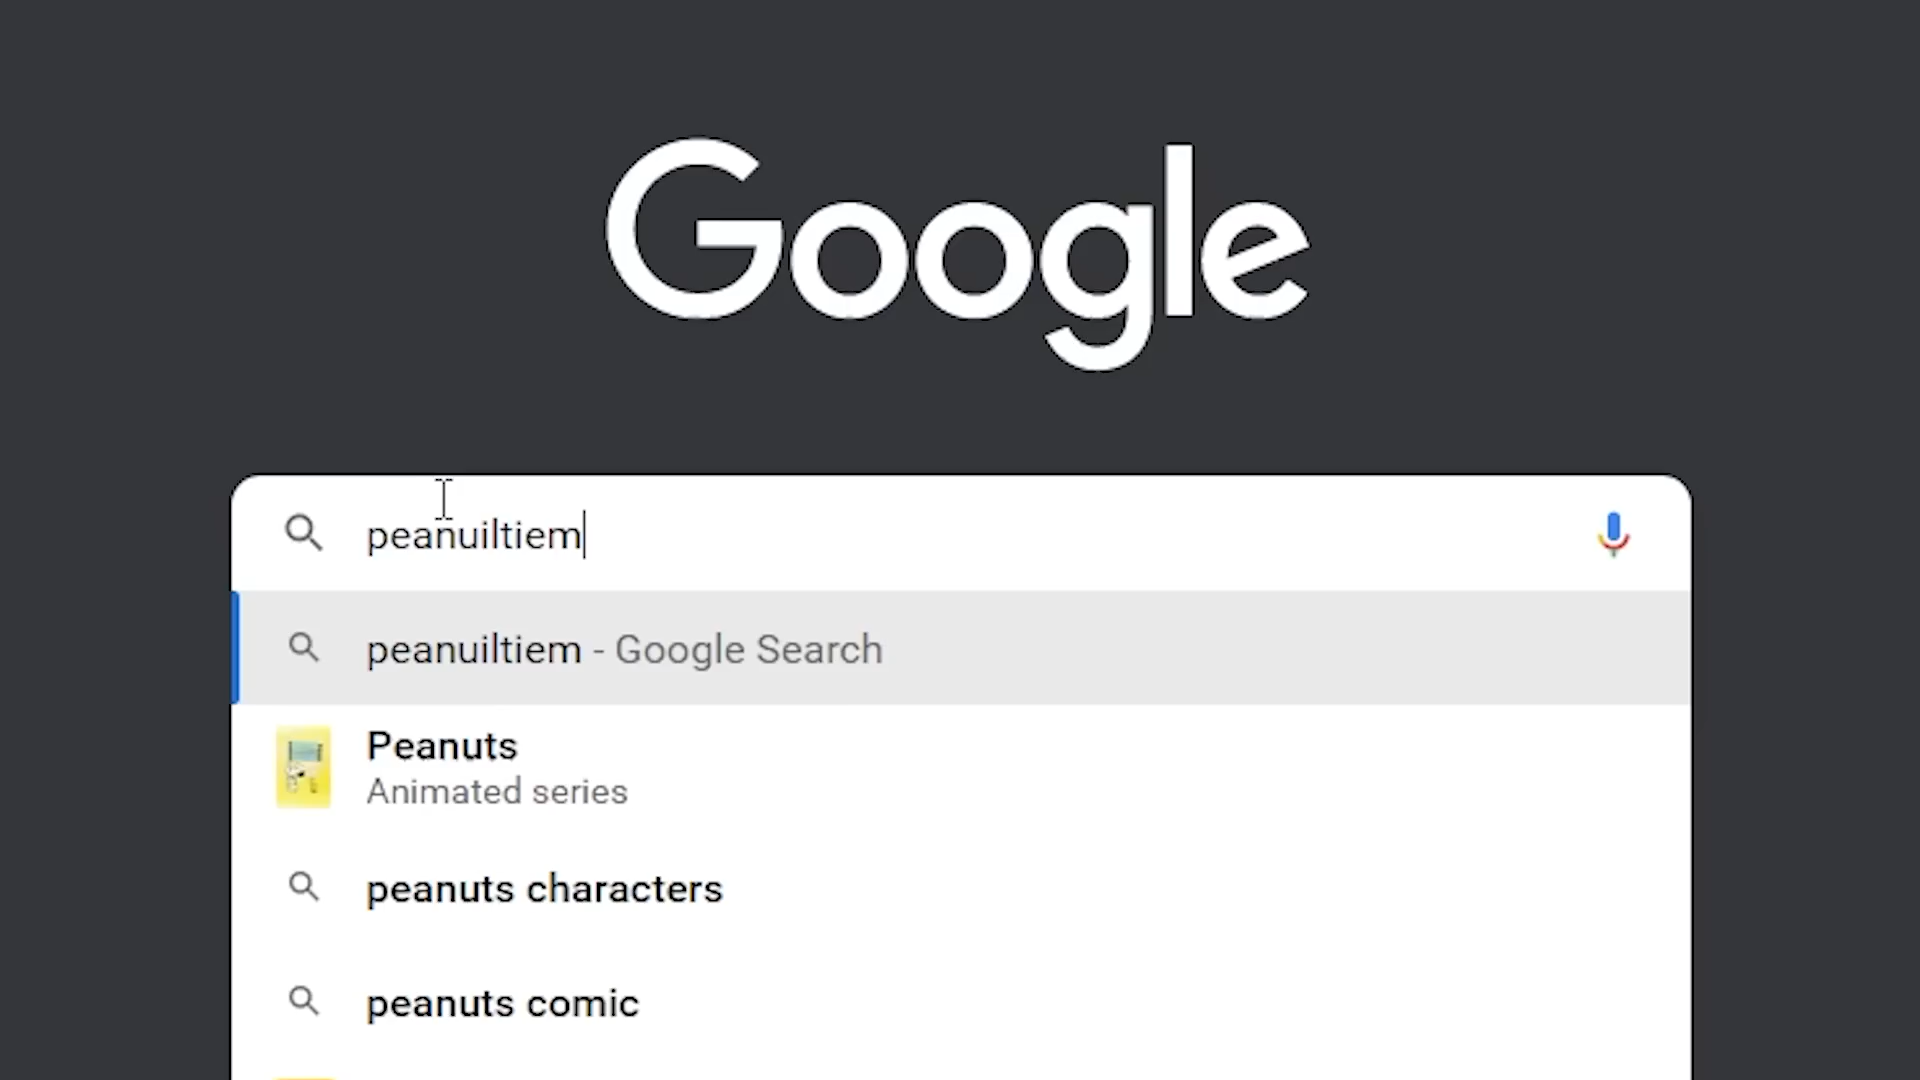 Google
peanuiltiem
peanuiltiem - Google Search
Peanuts
Animated series
peanuts characters
peanuts comic